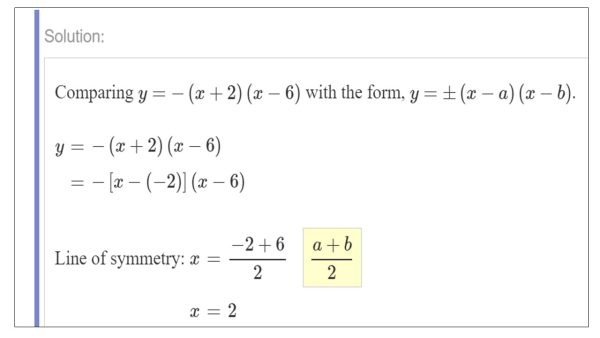 Solution:
Comparing y = − (x + 2) (x − 6) with the form, y = ± (x − a) (x − b).
y = − (x + 2) (x − 6)
= − [x − (−2)] (x − 6)
Line of symmetry: x = \frac{−2 + 6}{2} \frac{a + b}{2}
x = 2